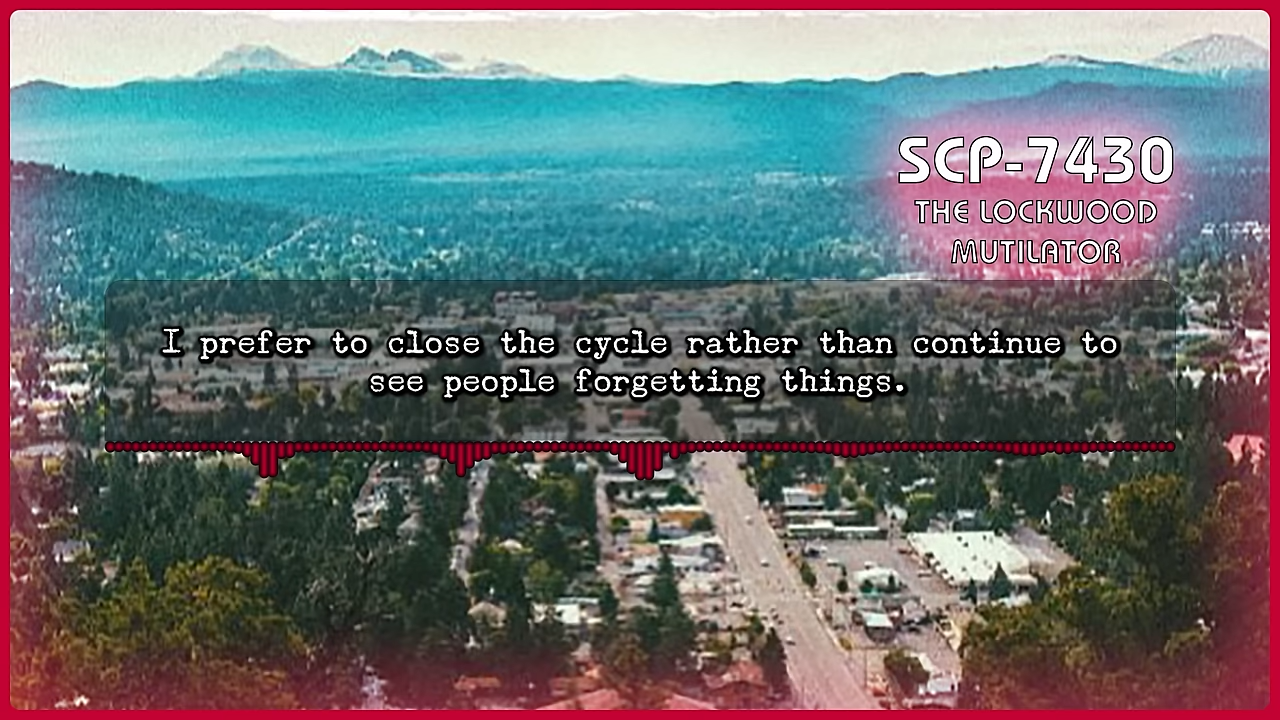 SCP-7430
THE LOCKWOOD
MUTILATOR
I prefer to close the cycle rather than continue to
see people forgetting things.